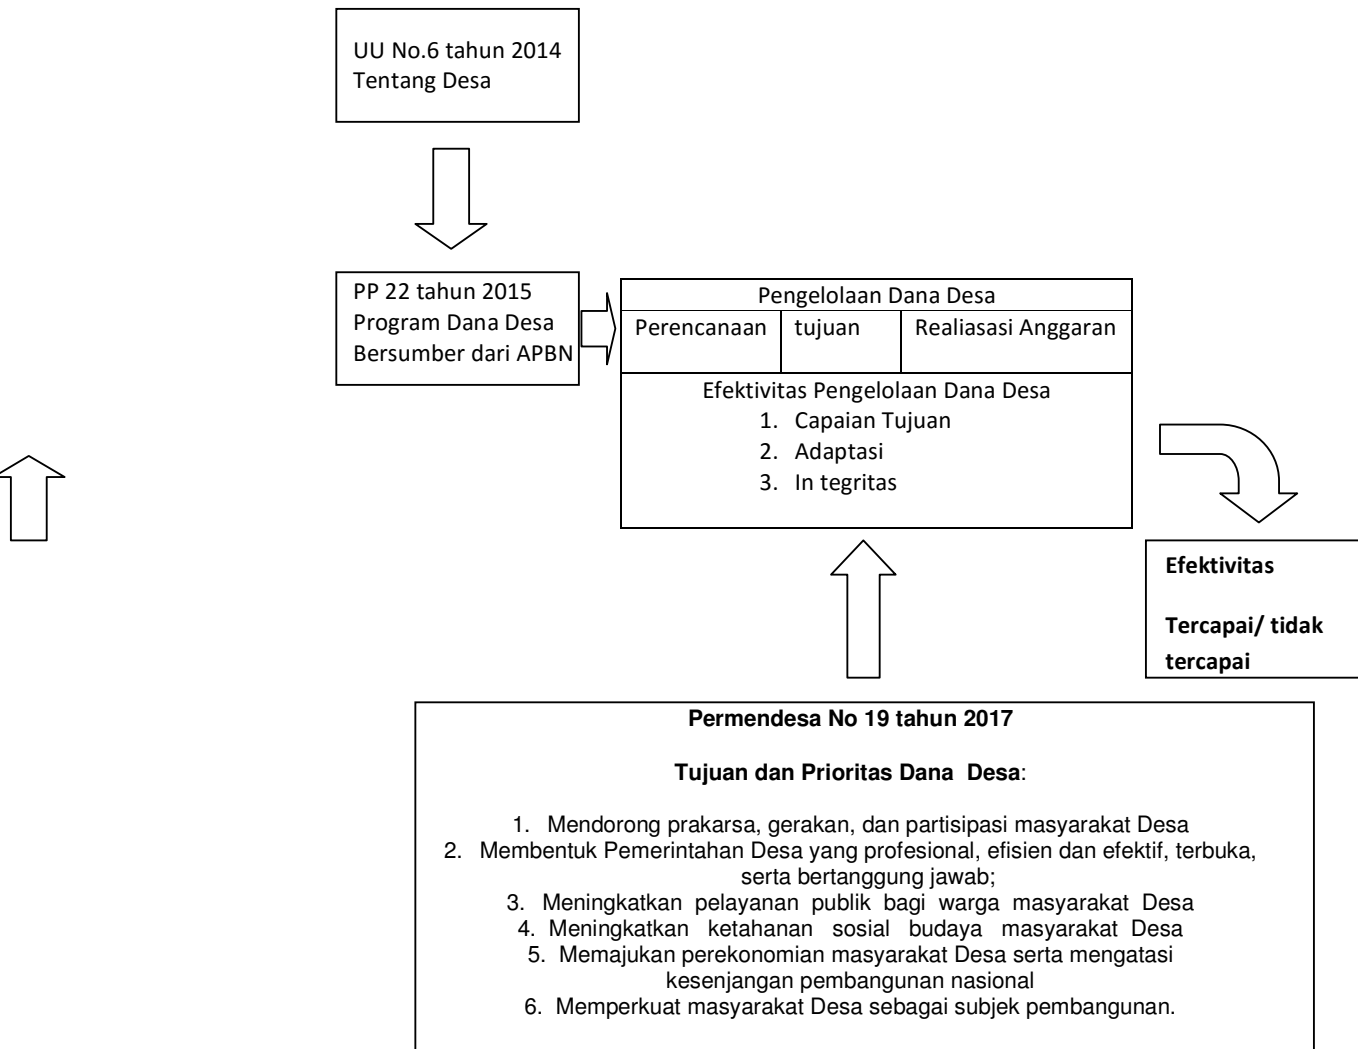 UU No.6 tahun 2014
Tentang Desa
PP 22 tahun 2015
Program Dana Desa
Bersumber dari APBN
Pengelolaan Dana Desa
Perencanaan tujuan Realiasasi Anggaran
Efektivitas Pengelolaan Dana Desa
1. Capaian Tujuan
2. Adaptasi
3. In tegritas
Efektivitas
Tercapai/ tidak
tercapai
Permendesa No 19 tahun 2017
Tujuan dan Prioritas Dana Desa:
1. Mendorong prakarsa, gerakan, dan partisipasi masyarakat Desa
2. Membentuk Pemerintahan Desa yang profesional, efisien dan efektif, terbuka,
serta bertanggung jawab;
3. Meningkatkan pelayanan publik bagi warga masyarakat Desa
4. Meningkatkan ketahanan sosial budaya masyarakat Desa
5. Memajukan perekonomian masyarakat Desa serta mengatasi
kesenjangan pembangunan nasional
6. Memperkuat masyarakat Desa sebagai subjek pembangunan.